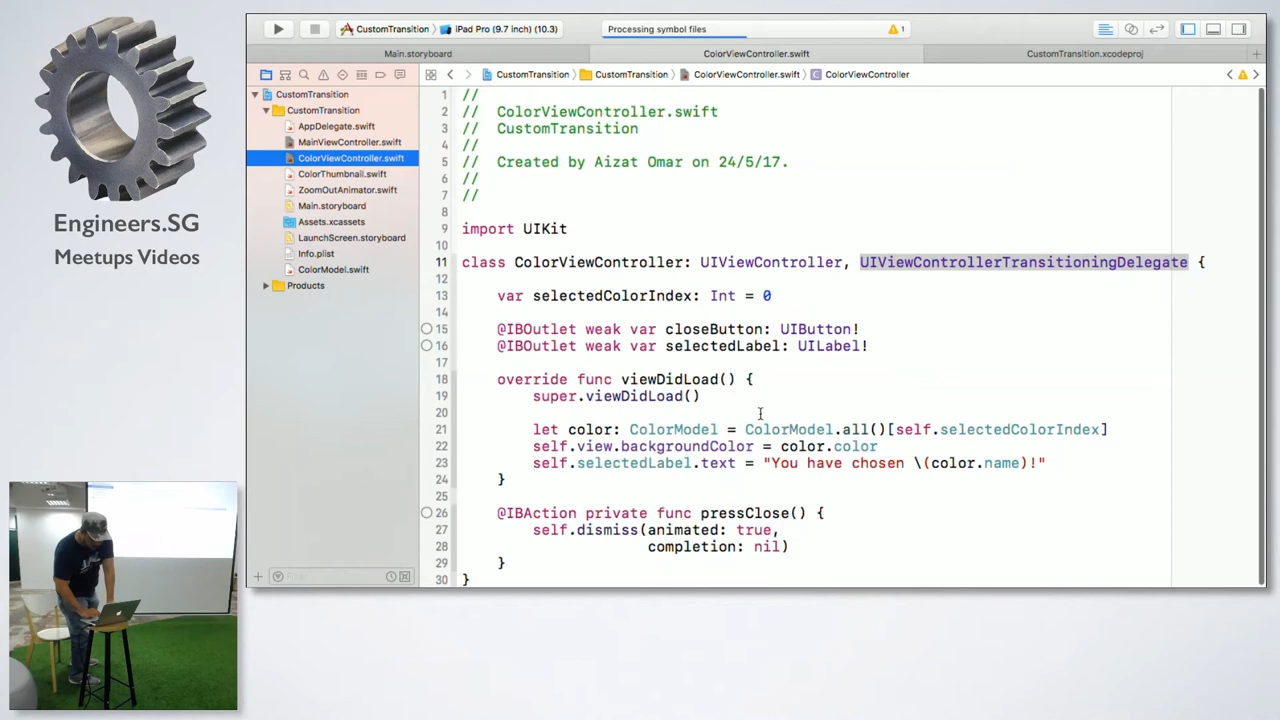 Engineers.SG
Meetups Videos
CustomTransition
iPad Pro (9.7 inch) (10.3)
Processing symbol files
1
Main.storyboard
ColorViewController.swift
CustomTransition.xcodeproj
CustomTransition
CustomTransition
ColorViewController.swift
ColorViewController
CustomTransition
CustomTransition
AppDelegate.swift
MainViewController.swift
ColorViewController.swift
ColorThumbnail.swift
ZoomOutAnimator.swift
Main.storyboard
Assets.xcassets
LaunchScreen.storyboard
Info.plist
ColorModel.swift
Products
1 //
2 // ColorViewController.swift
3 // CustomTransition
4 //
5 // Created by Aizat Omar on 24/5/17.
6 //
7 //
8
9 import UIKit
10
11 class ColorViewController: UIViewController, UIViewControllerTransitioningDelegate {
12
13 var selectedColorIndex: Int = 0
14
15 @IBOutlet weak var closeButton: UIButton!
16 @IBOutlet weak var selectedLabel: UILabel!
17
18 override func viewDidLoad() {
19 super.viewDidLoad()
20
21 let color: ColorModel = ColorModel.all()[self.selectedColorIndex]
22 self.view.backgroundColor = color.color
23 self.selectedLabel.text = "You have chosen \(color.name)!"
24 }
25
26 @IBAction private func pressClose() {
27 self.dismiss(animated: true,
28 completion: nil)
29 }
30 }